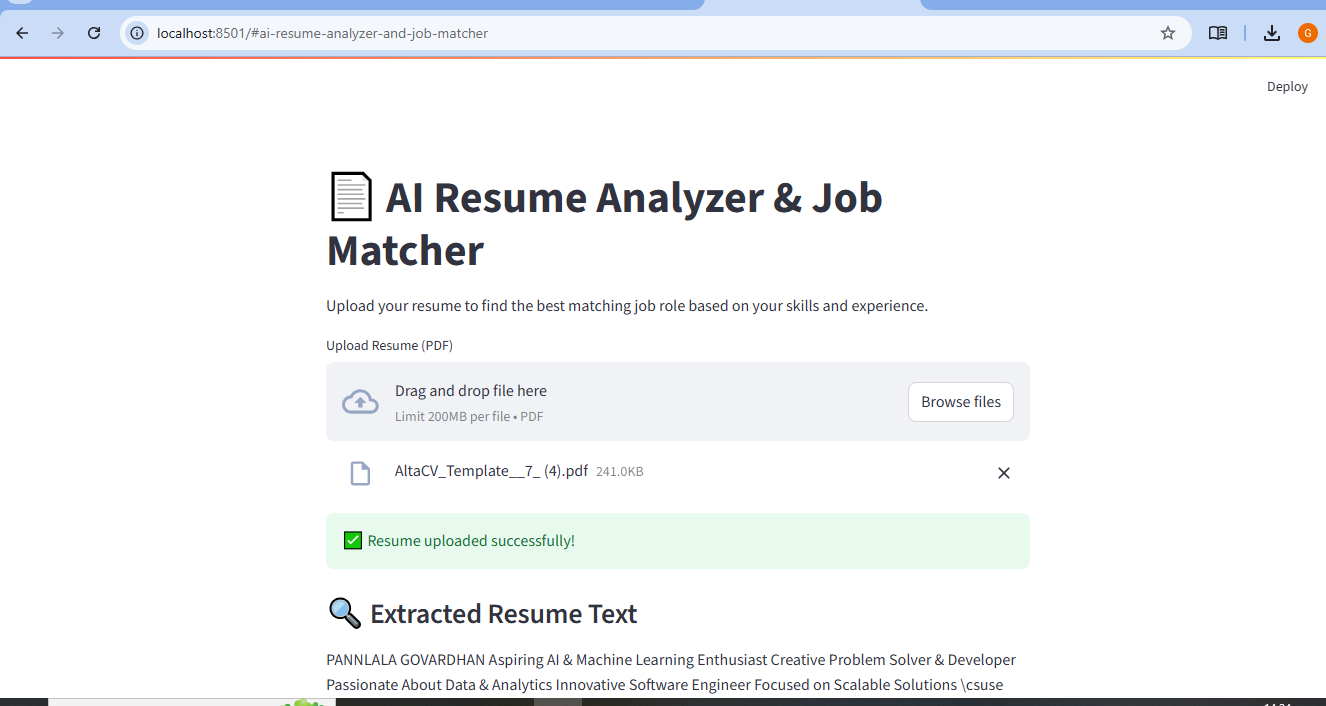 localhost:8501/#ai-resume-analyzer-and-job-matcher
G
Deploy
AI Resume Analyzer & Job
Matcher
Upload your resume to find the best matching job role based on your skills and experience.
Upload Resume (PDF)
Drag and drop file here
Limit 200MB per file • PDF
Browse files
AltaCV_Template__7_ (4).pdf 241.0KB
Resume uploaded successfully!
Extracted Resume Text
PANNLALA GOVARDHAN Aspiring AI & Machine Learning Enthusiast Creative Problem Solver & Developer
Passionate About Data & Analytics Innovative Software Engineer Focused on Scalable Solutions \csuse